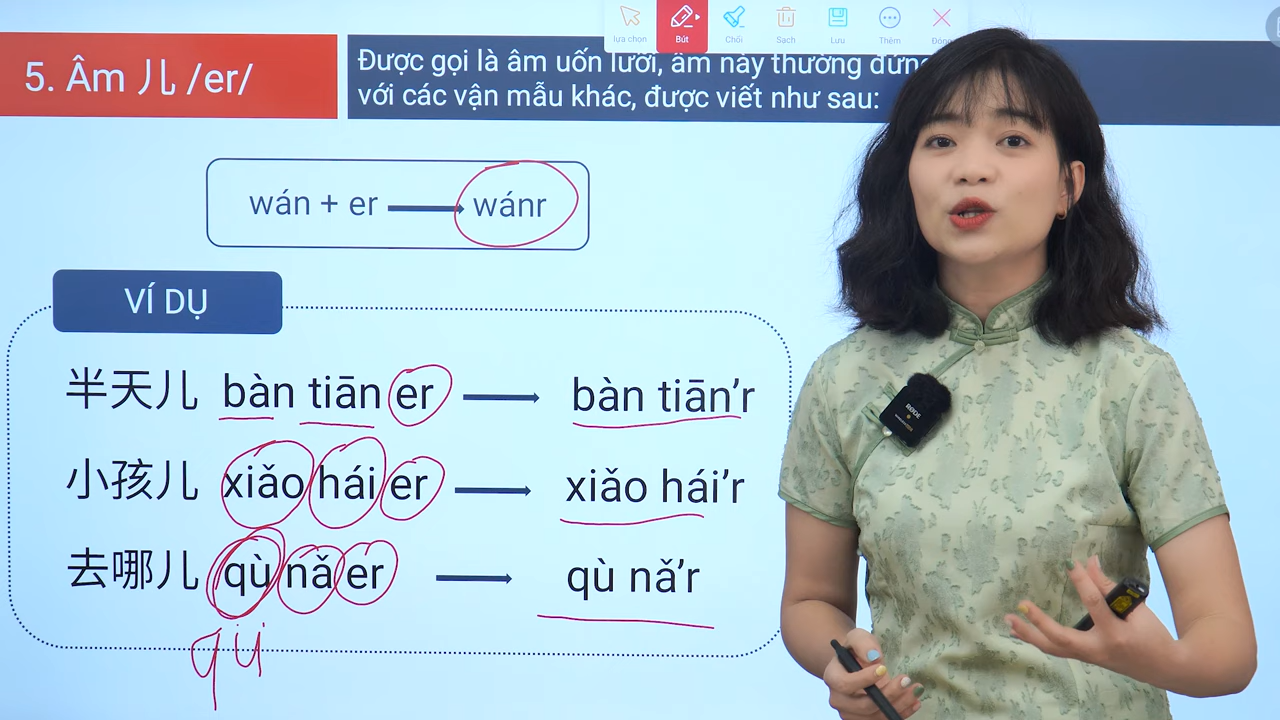 lựa chọn Bút Chổi Sạch Lưu Thêm Đóng
5. Âm 儿 /er/
Được gọi là âm uốn lưỡi, âm này thường đứng
với các vận mẫu khác, được viết như sau:
wán + er → wánr
VÍ DỤ
半天儿 bàn tiān er → bàn tiān’r
小孩儿 xiǎo hái er → xiǎo hái’r
去哪儿 qù nǎ er → qù nǎ’r
qü
RØDE